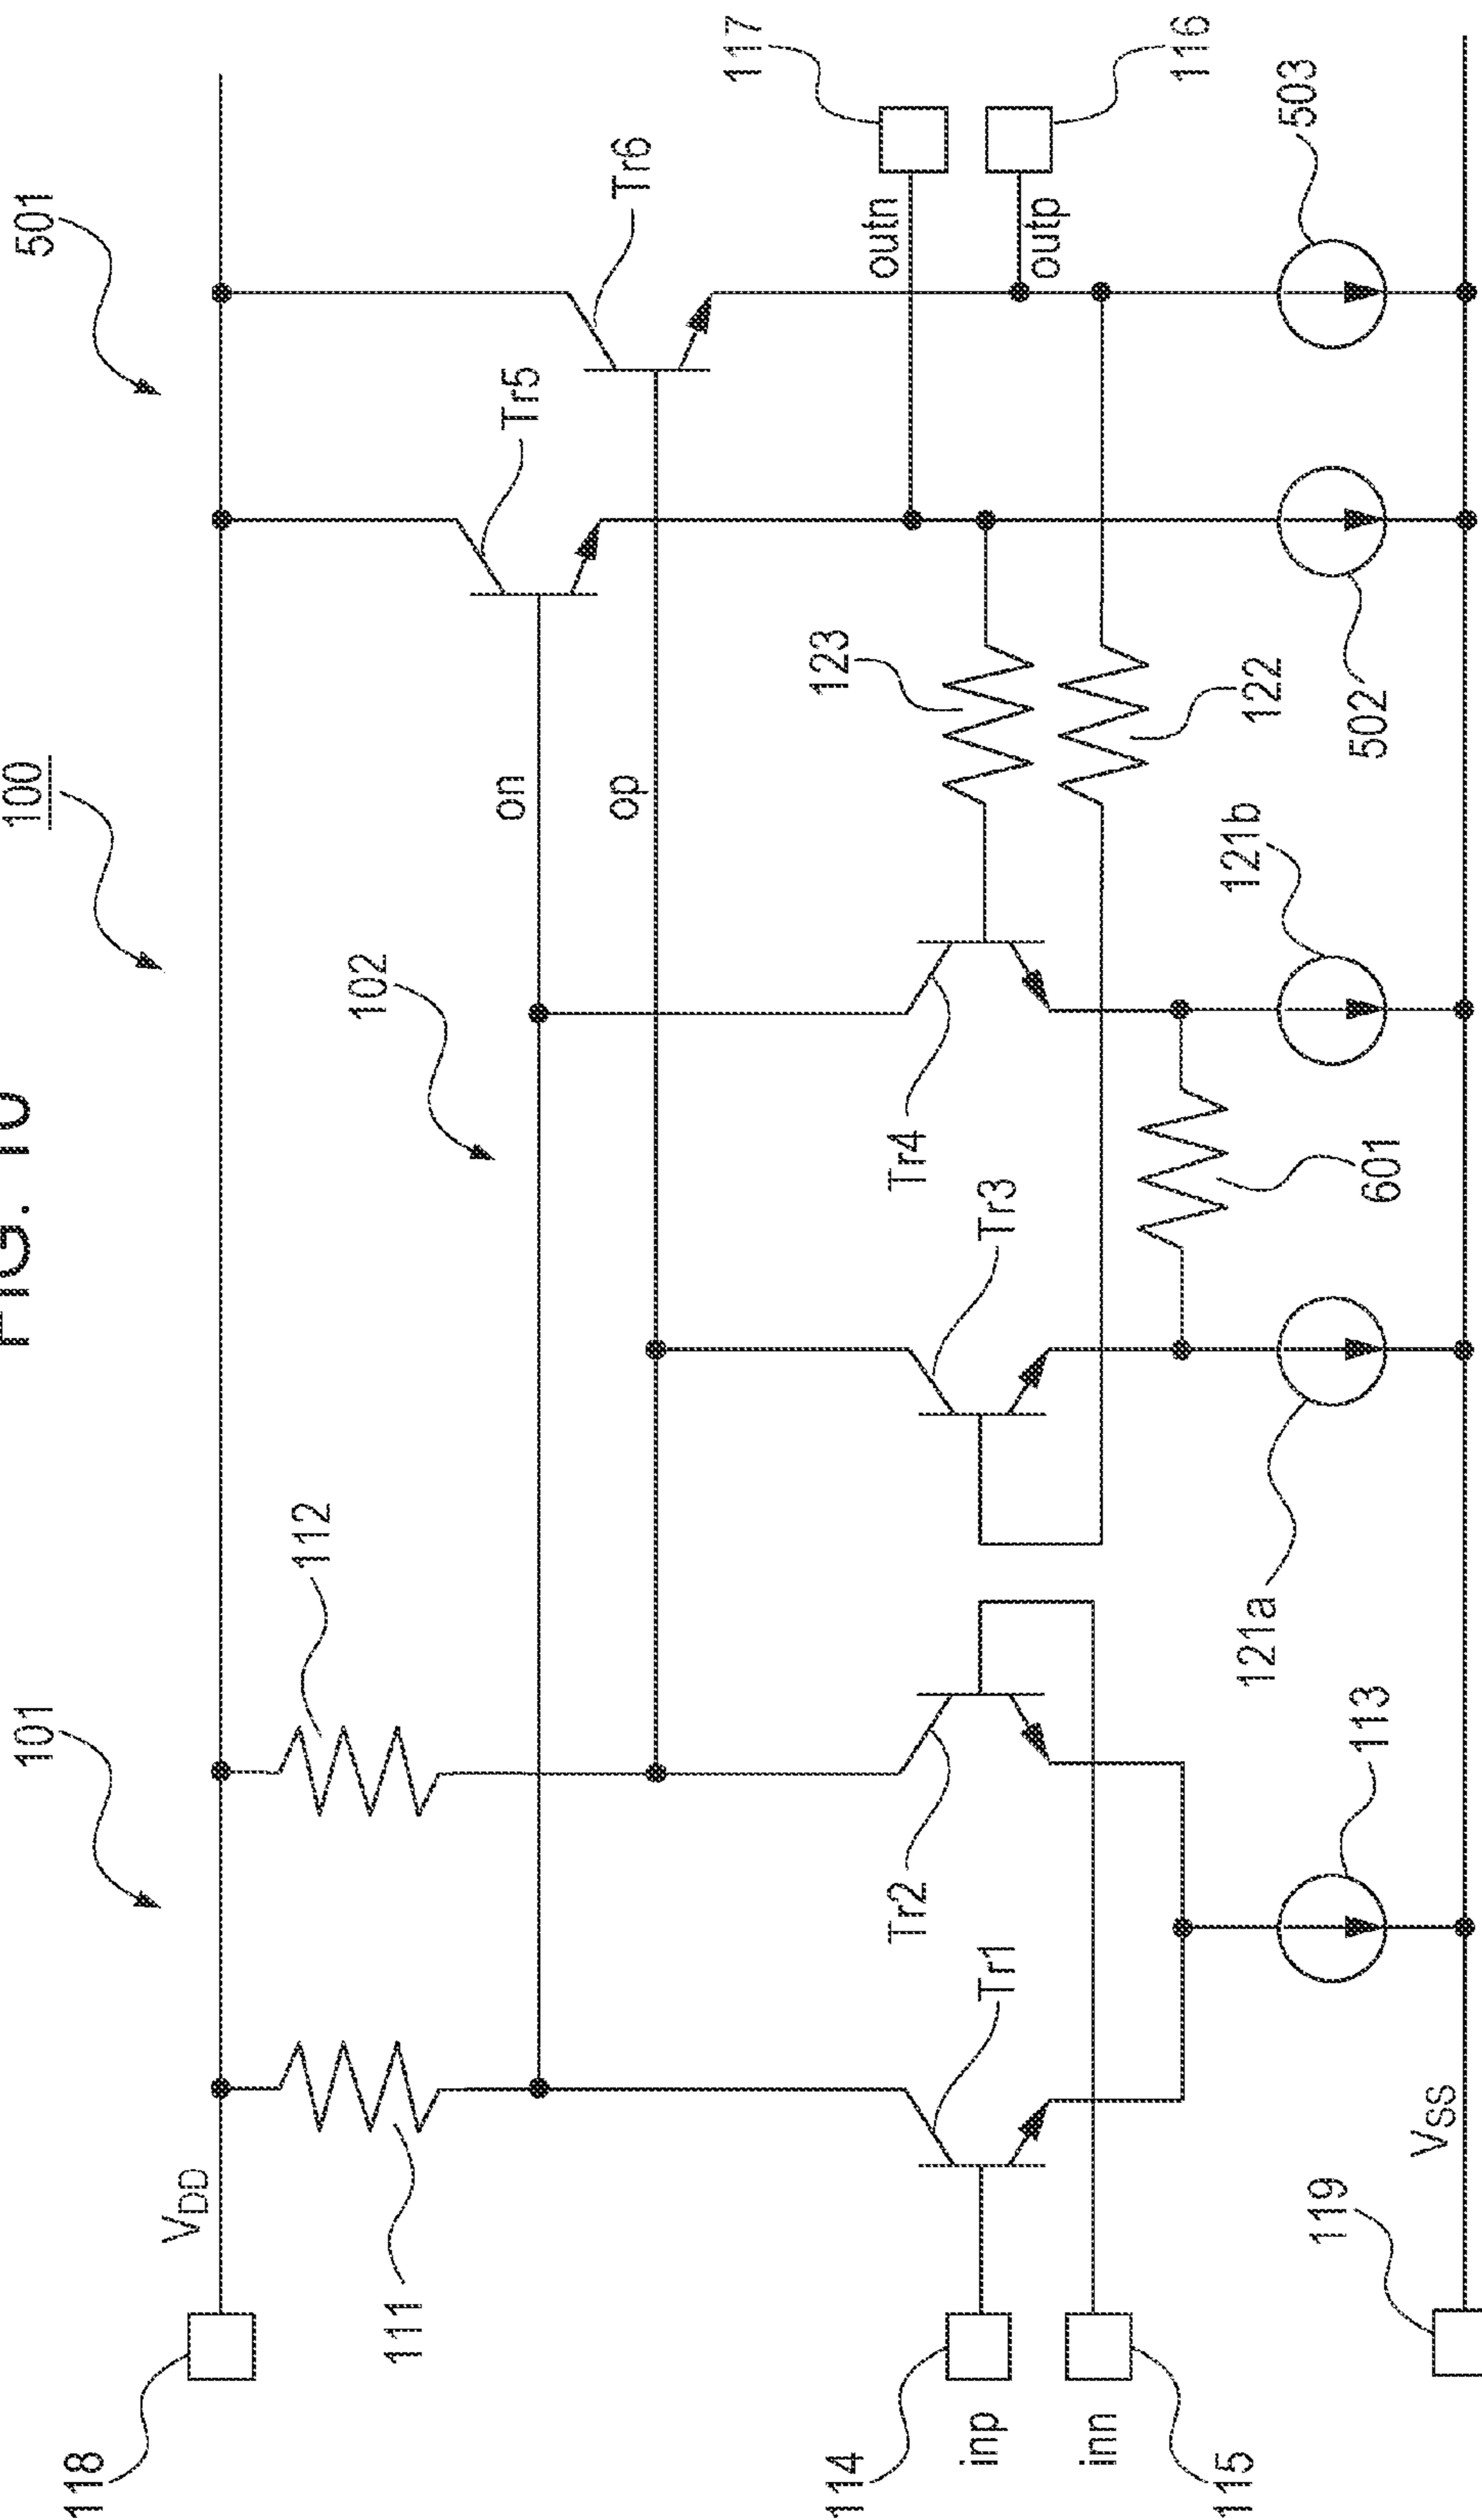 FIG. 10
101
100
501
118
VDD
112
102
111
on
Tr5
op
Tr6
117
123
114
outn
Tr2
Tr4
inp
Tr1
Tr3
outp
inn
116
115
121a
121b
122
503
119
113
601
502
VSS